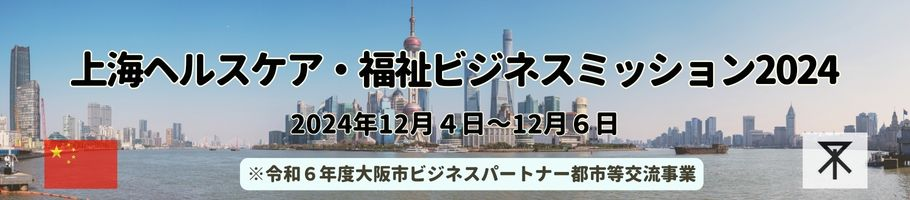 上海ヘルスケア・福祉ビジネスミッション2024
2024年12月４日～12月６日
※令和６年度大阪市ビジネスパートナー都市等交流事業